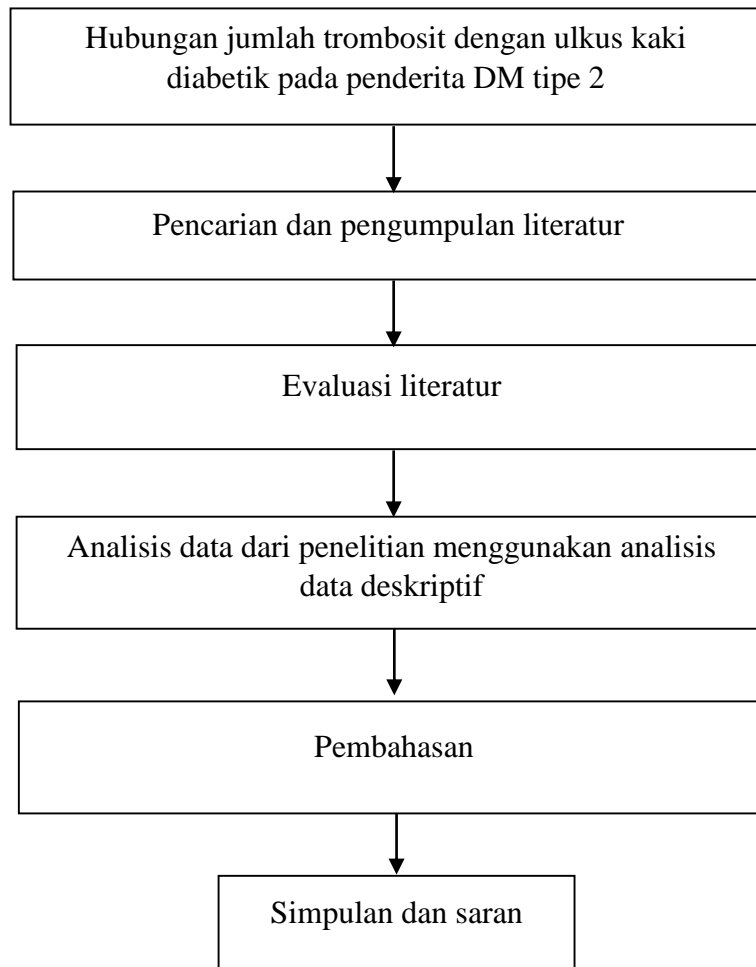 Hubungan jumlah trombosit dengan ulkus kaki
diabetik pada penderita DM tipe 2
Pencarian dan pengumpulan literatur
Evaluasi literatur
Analisis data dari penelitian menggunakan analisis
data deskriptif
Pembahasan
Simpulan dan saran